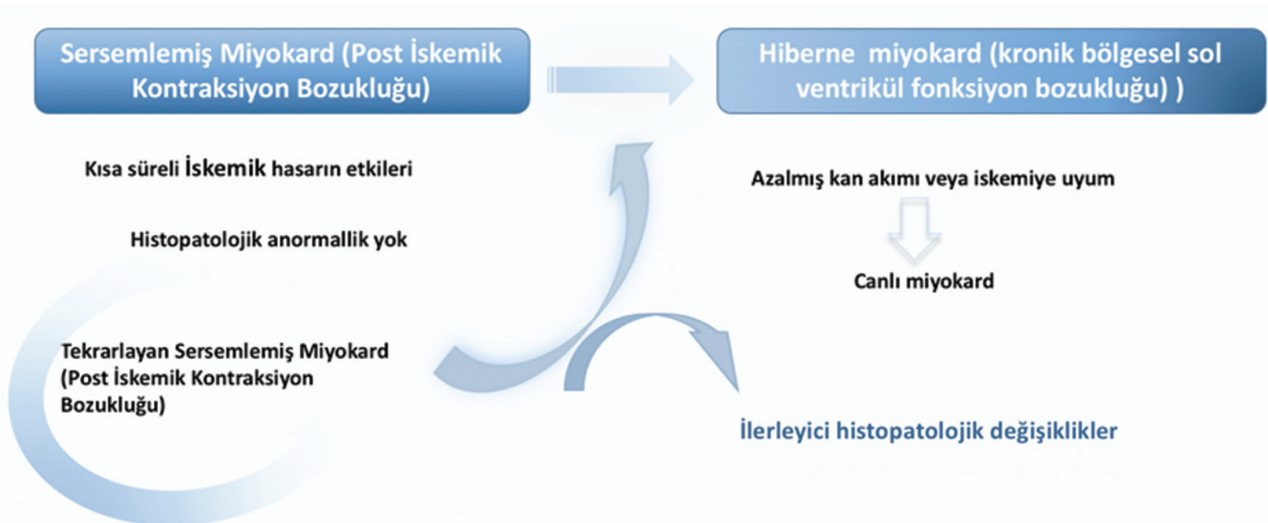 Sersemlemiş Miyokard (Post İskemik
Kontraksiyon Bozukluğu)
Hiberne miyokard (kronik bölgesel sol
ventrikül fonksiyon bozukluğu) )
Kısa süreli İskemik hasarın etkileri
Azalmış kan akımı veya iskemiye uyum
Histopatolojik anormallik yok
Canlı miyokard
Tekrarlayan Sersemlemiş Miyokard
(Post İskemik Kontraksiyon
Bozukluğu)
İlerleyici histopatolojik değişiklikler